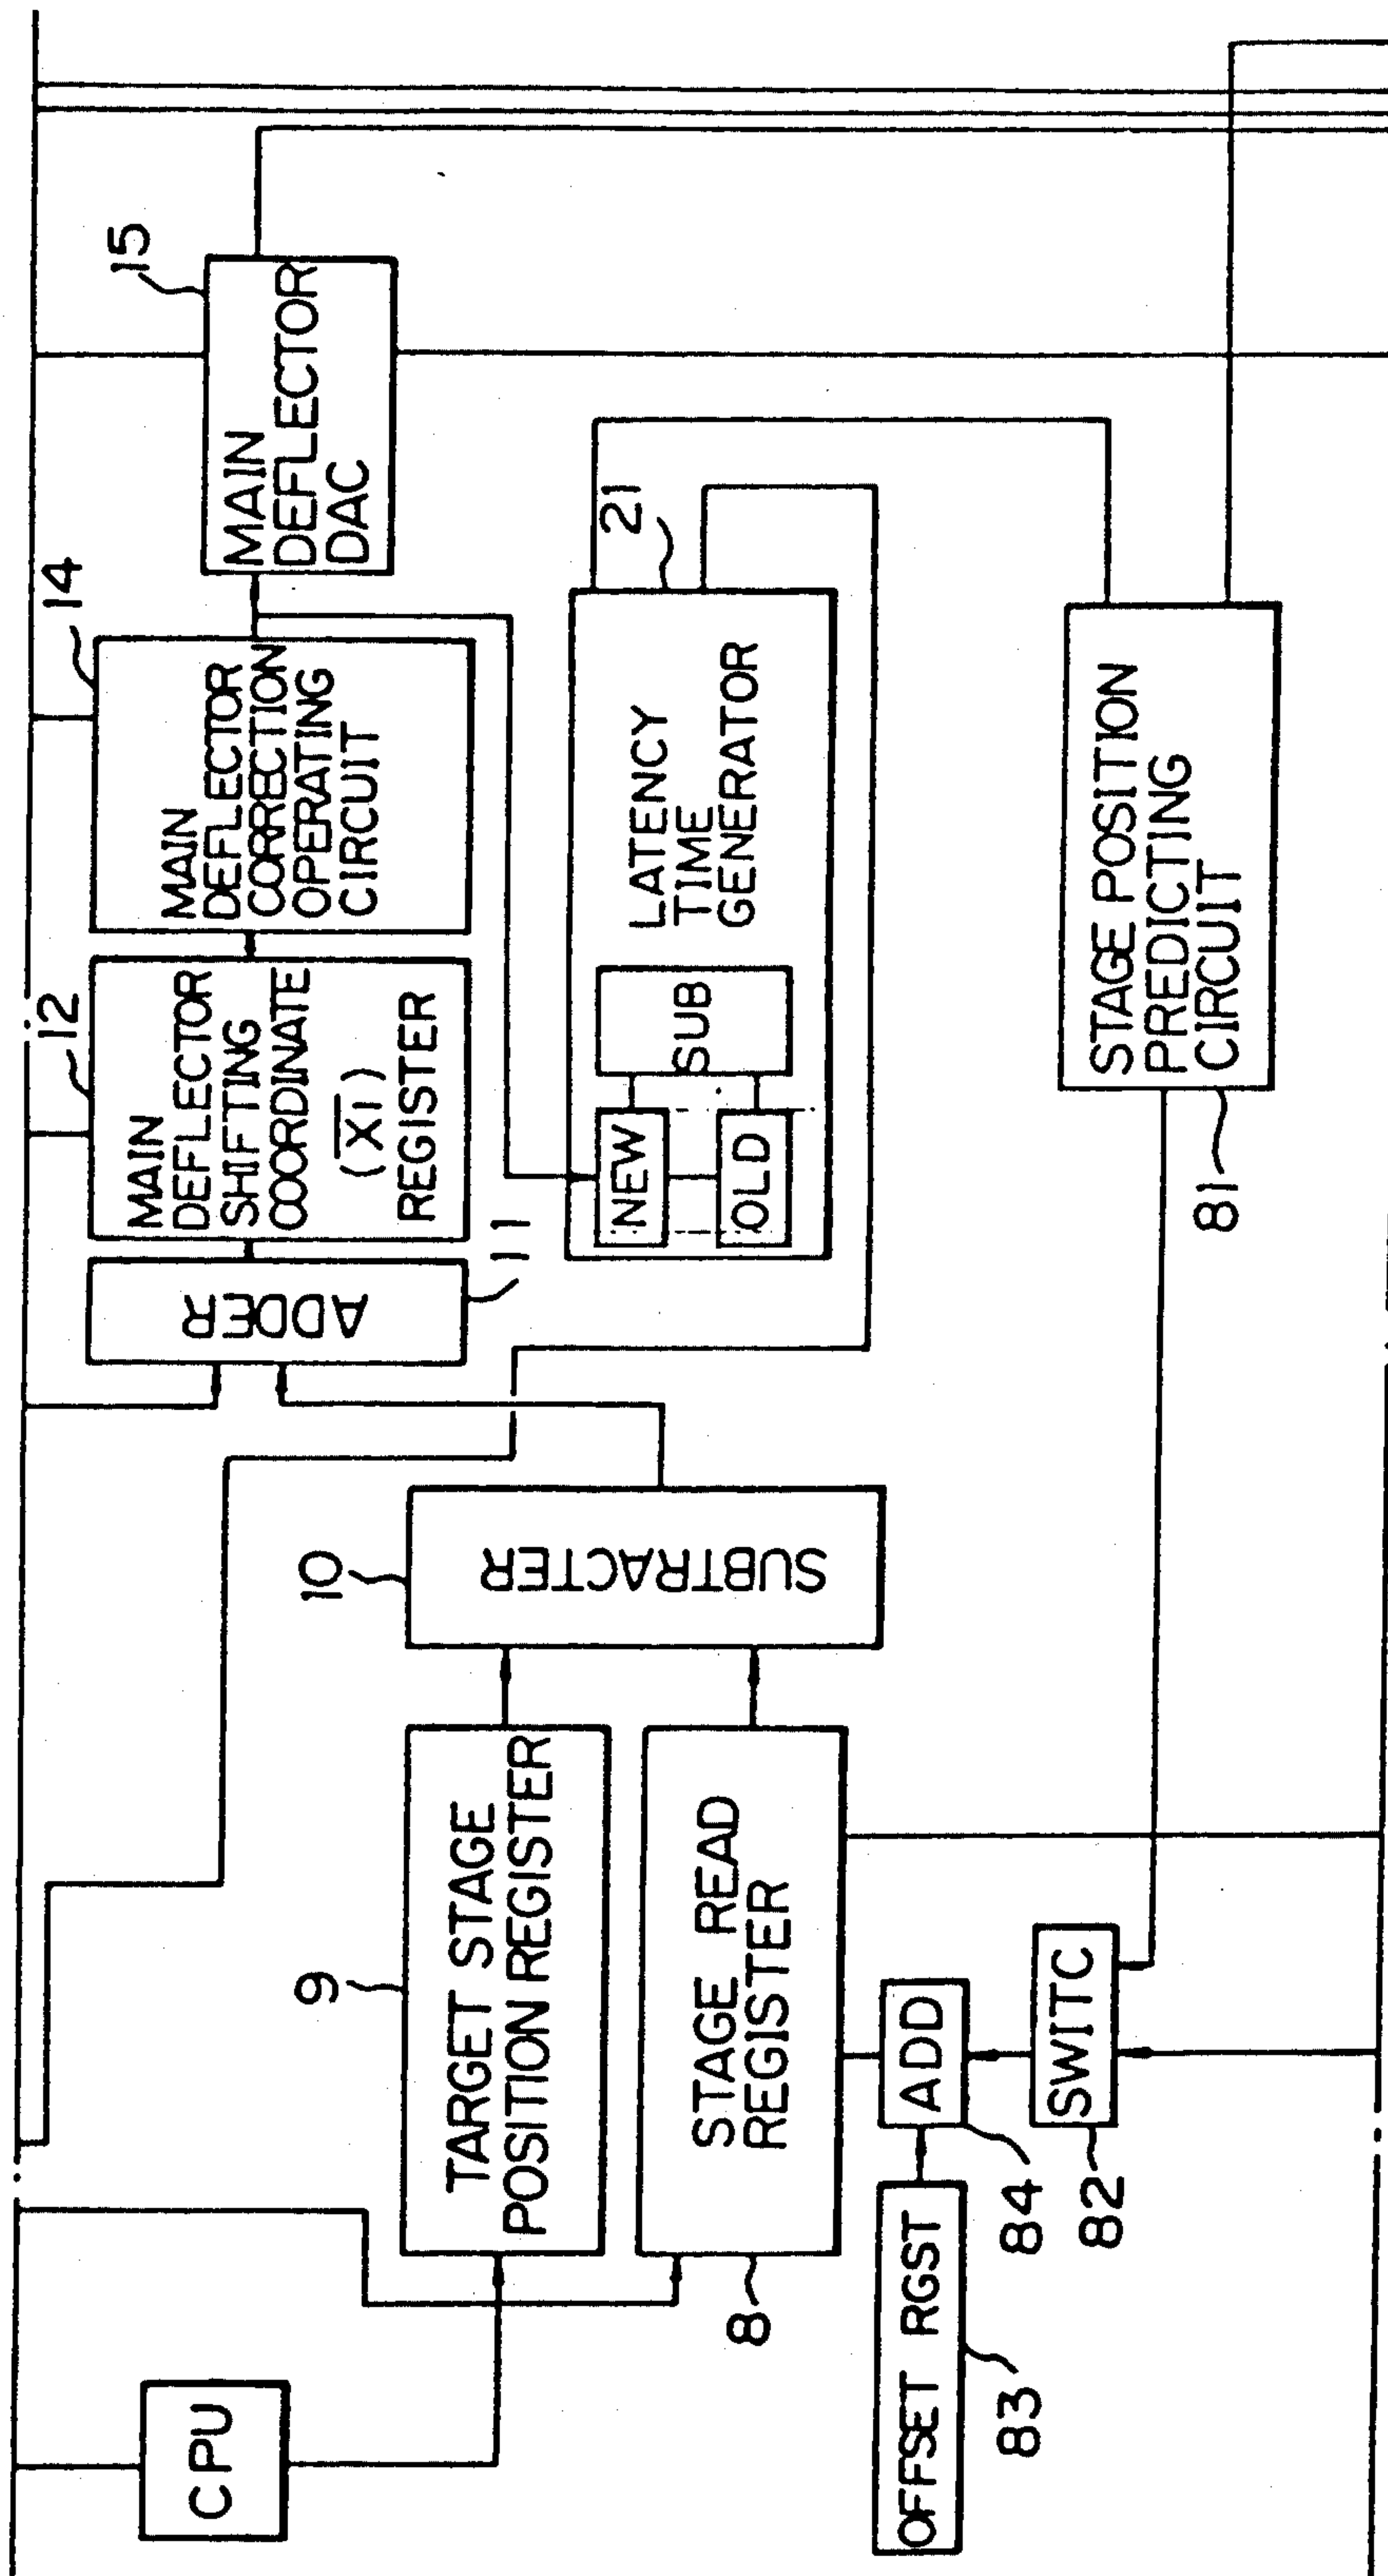 CPU
9
TARGET STAGE
POSITION REGISTER
8
STAGE READ
REGISTER
83
OFFSET RGST
84
ADD
82
SWITC
10
SUBTRACTER
11
ADDER
12
MAIN
DEFLECTOR
SHIFTING
COORDINATE
(X1)
REGISTER
14
MAIN
DEFLECTOR
CORRECTION
OPERATING
CIRCUIT
15
MAIN
DEFLECTOR
DAC
21
NEW
OLD
SUB
LATENCY
TIME
GENERATOR
81
STAGE POSITION
PREDICTING
CIRCUIT